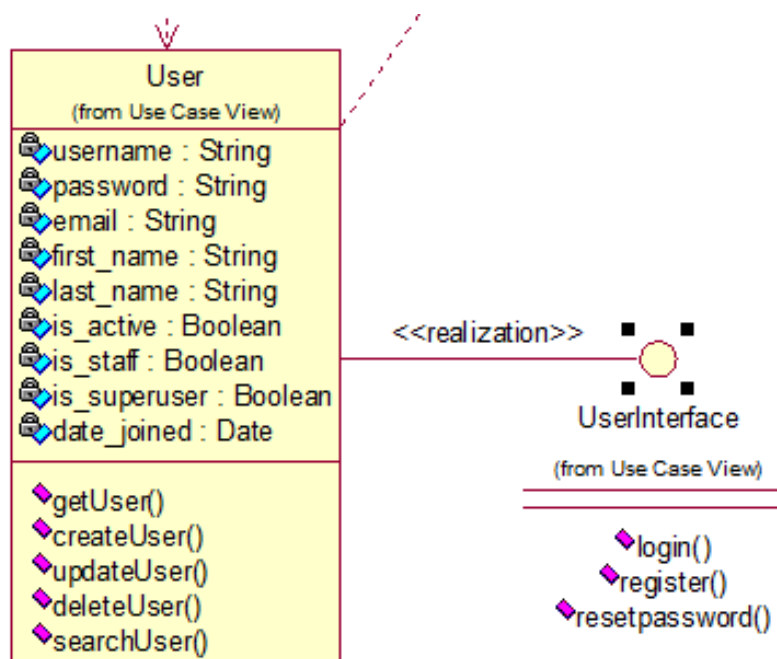 User
(from Use Case View)
username : String
password : String
email : String
first_name : String
last_name : String
is_active : Boolean
is_staff : Boolean
is_superuser : Boolean
date_joined : Date
getUser()
createUser()
updateUser()
deleteUser()
searchUser()
<<realization>>
UserInterface
(from Use Case View)
login()
register()
resetpassword()